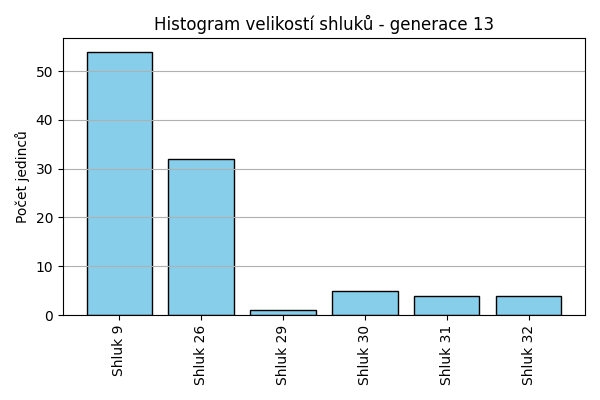 Histogram velikostí shluků - generace 13
Počet jedinců
50
40
30
20
10
0
Shluk 9
Shluk 26
Shluk 29
Shluk 30
Shluk 31
Shluk 32